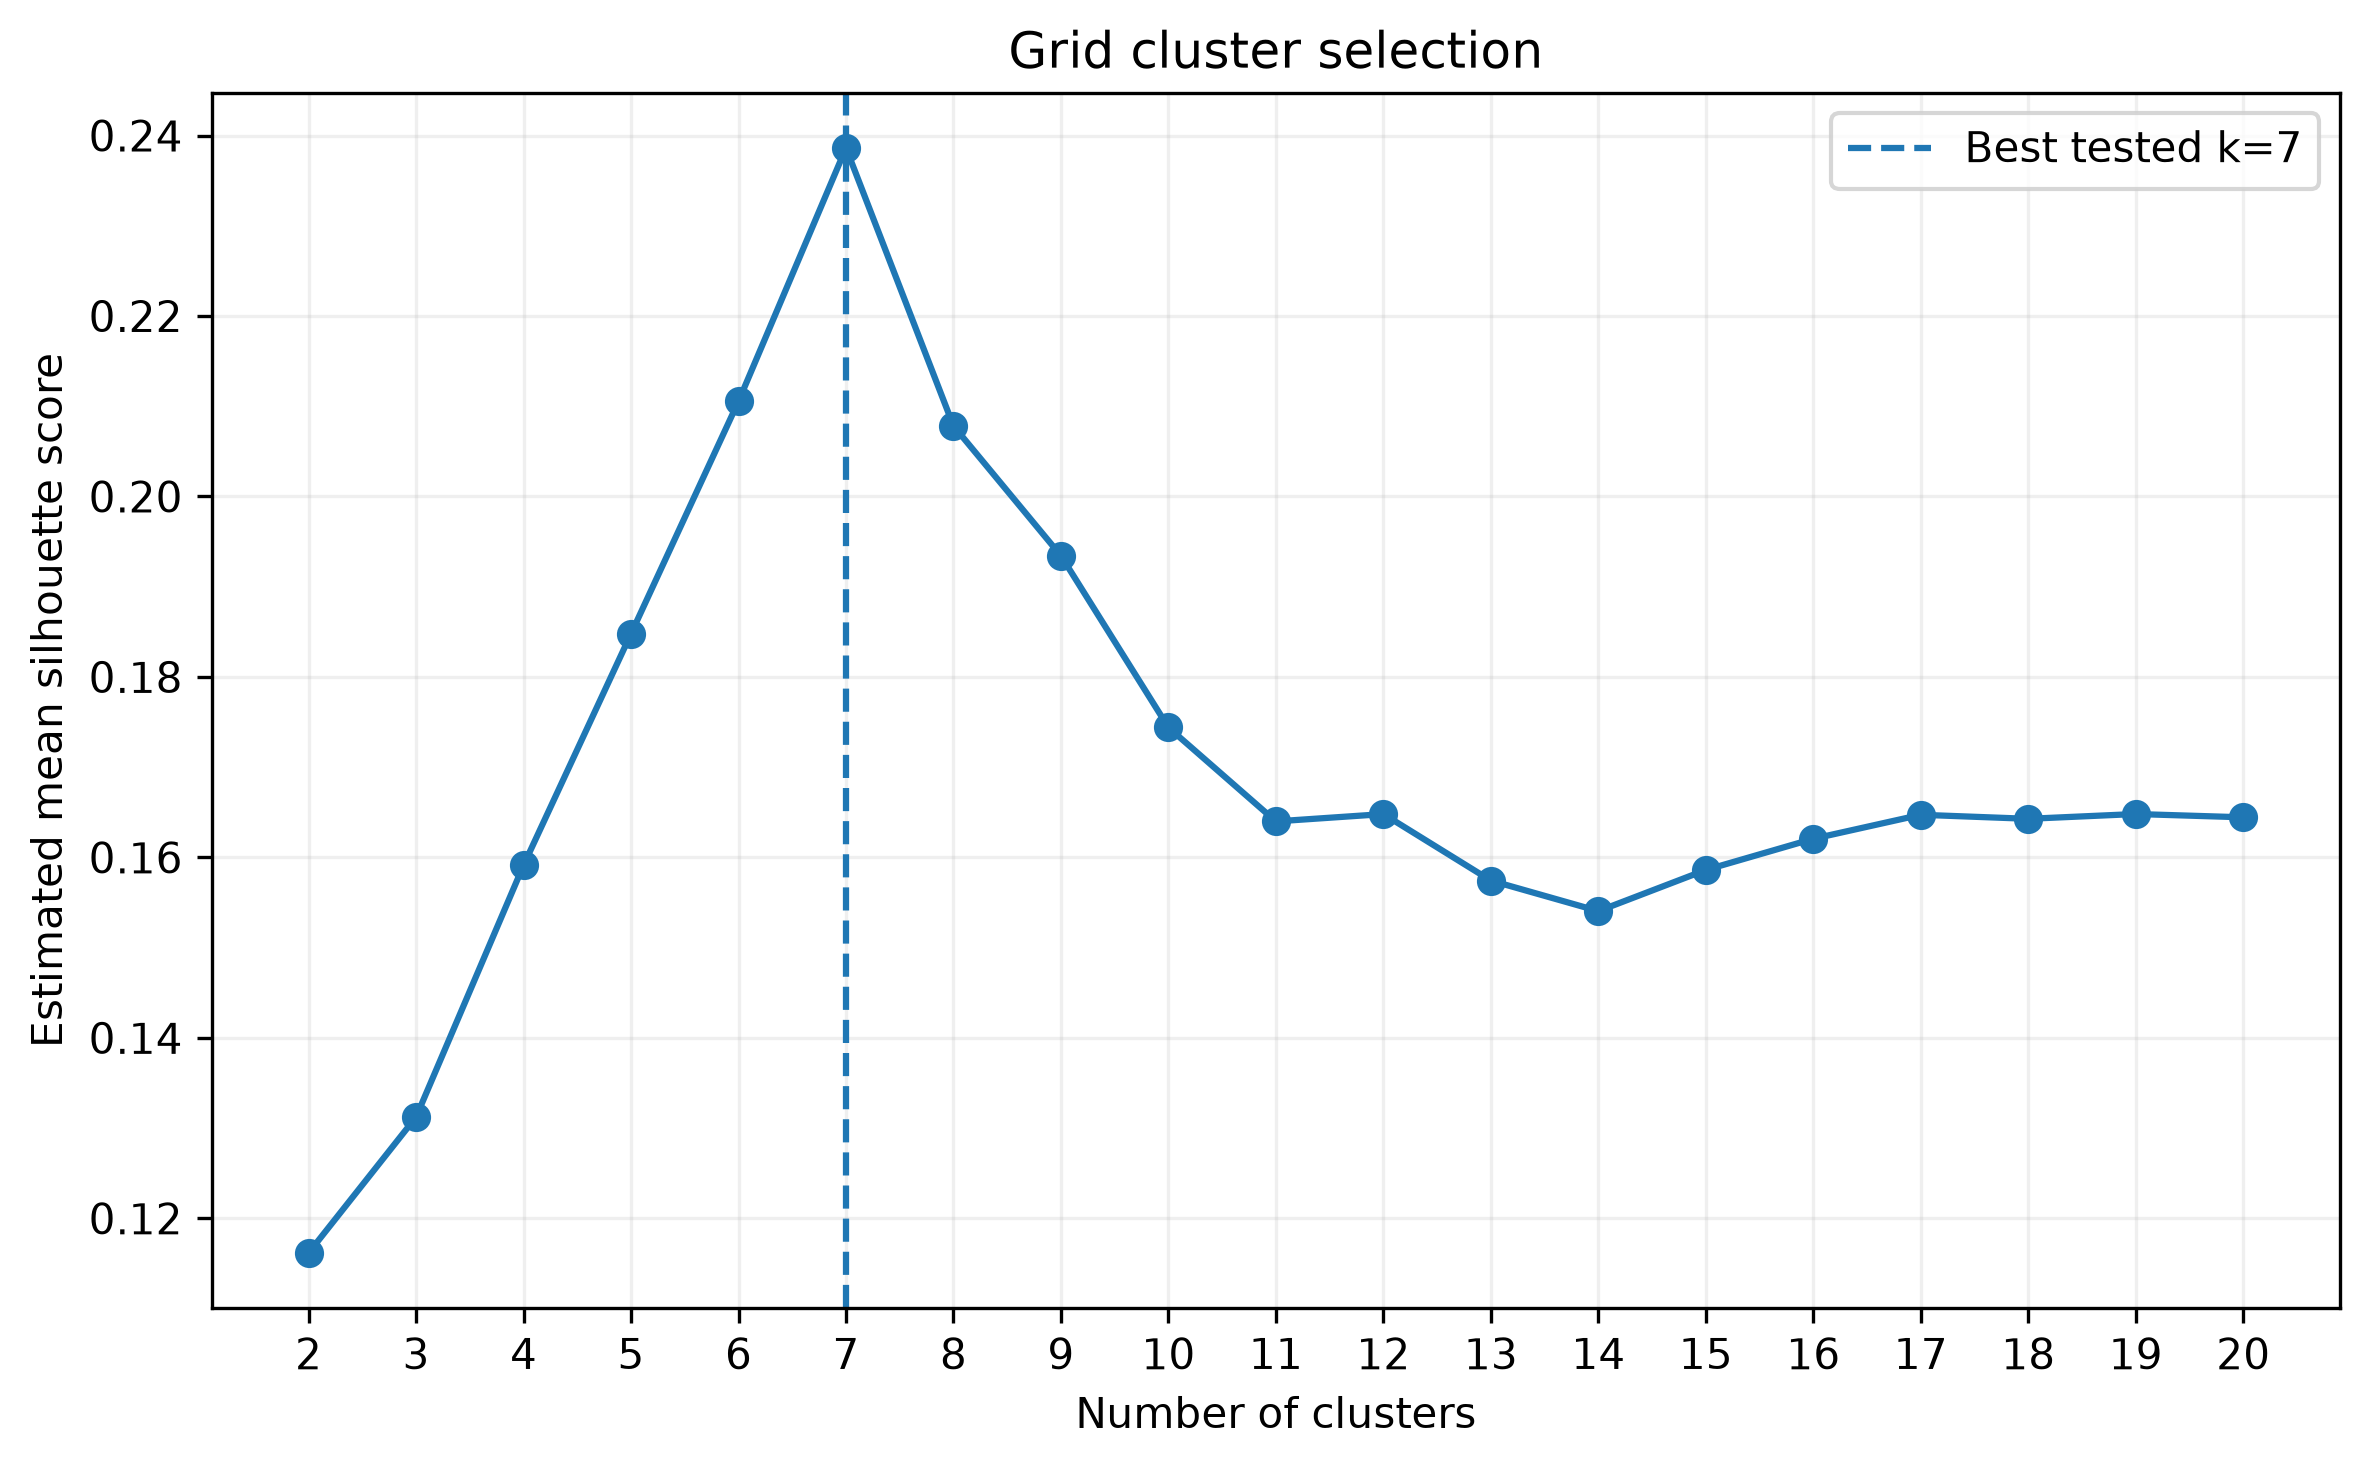 Grid cluster selection
Best tested k=7
Estimated mean silhouette score
0.24
0.22
0.20
0.18
0.16
0.14
0.12
2 3 4 5 6 7 8 9 10 11 12 13 14 15 16 17 18 19 20
Number of clusters